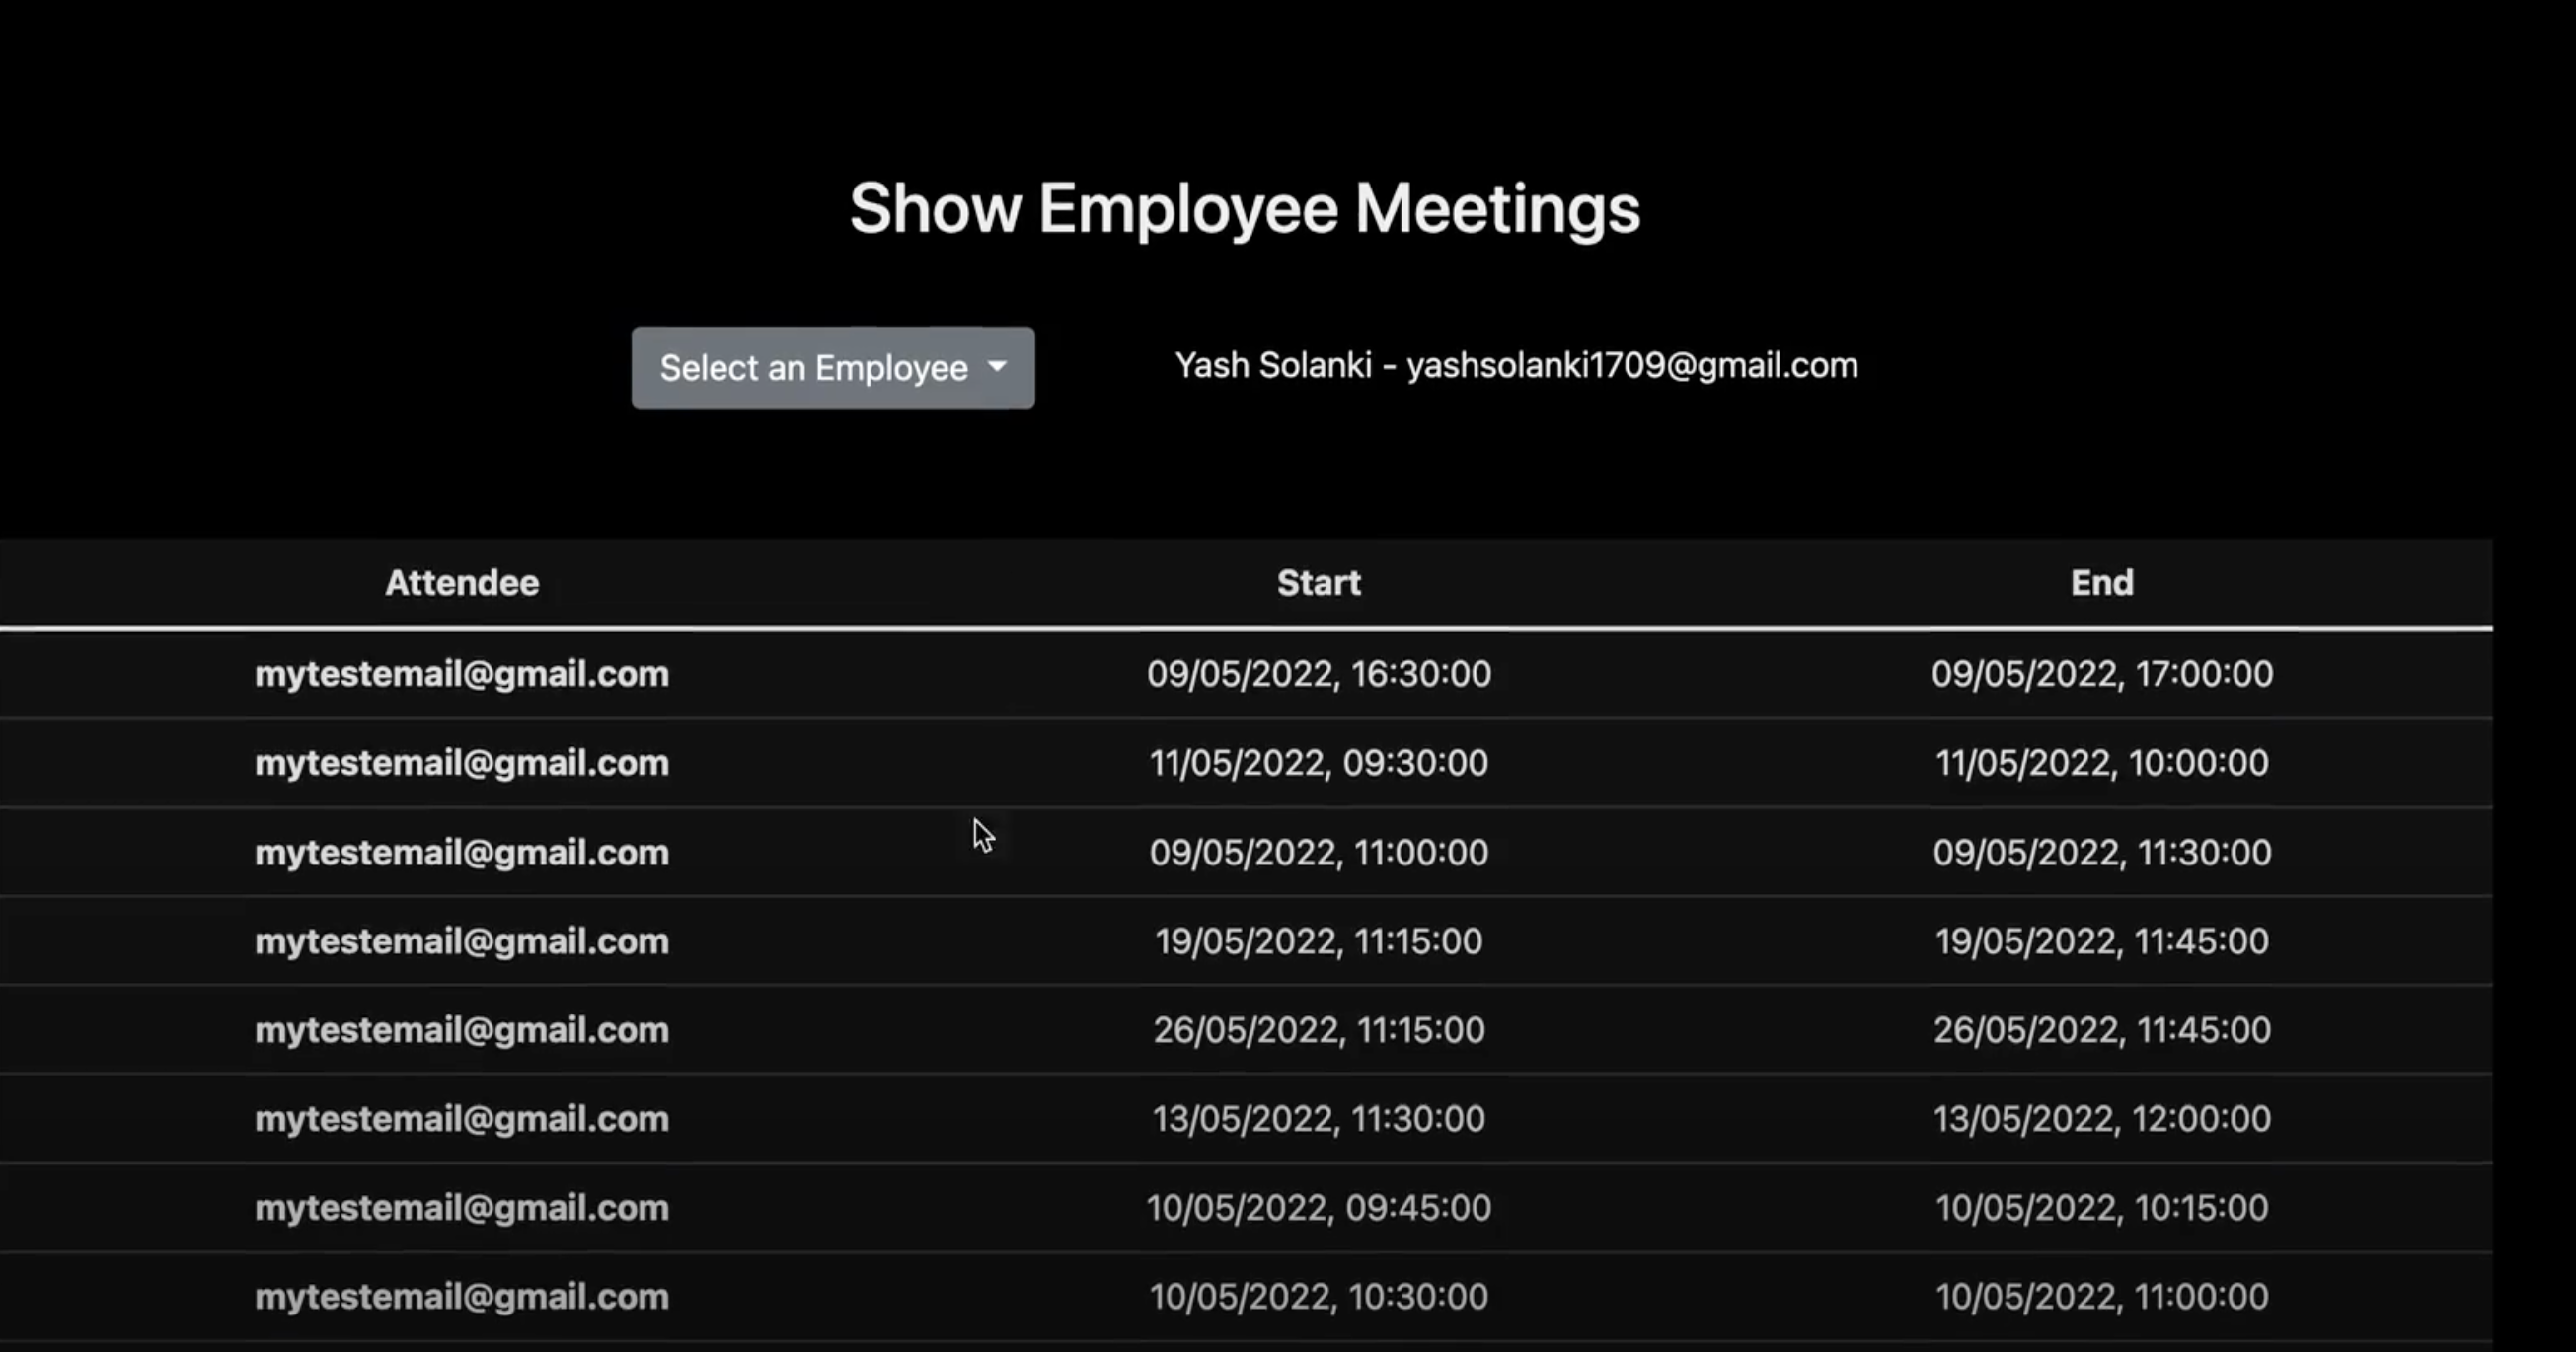 Show Employee Meetings
Select an Employee
Yash Solanki - yashsolanki1709@gmail.com
Attendee Start End
mytestemail@gmail.com 09/05/2022, 16:30:00 09/05/2022, 17:00:00
mytestemail@gmail.com 11/05/2022, 09:30:00 11/05/2022, 10:00:00
mytestemail@gmail.com 09/05/2022, 11:00:00 09/05/2022, 11:30:00
mytestemail@gmail.com 19/05/2022, 11:15:00 19/05/2022, 11:45:00
mytestemail@gmail.com 26/05/2022, 11:15:00 26/05/2022, 11:45:00
mytestemail@gmail.com 13/05/2022, 11:30:00 13/05/2022, 12:00:00
mytestemail@gmail.com 10/05/2022, 09:45:00 10/05/2022, 10:15:00
mytestemail@gmail.com 10/05/2022, 10:30:00 10/05/2022, 11:00:00